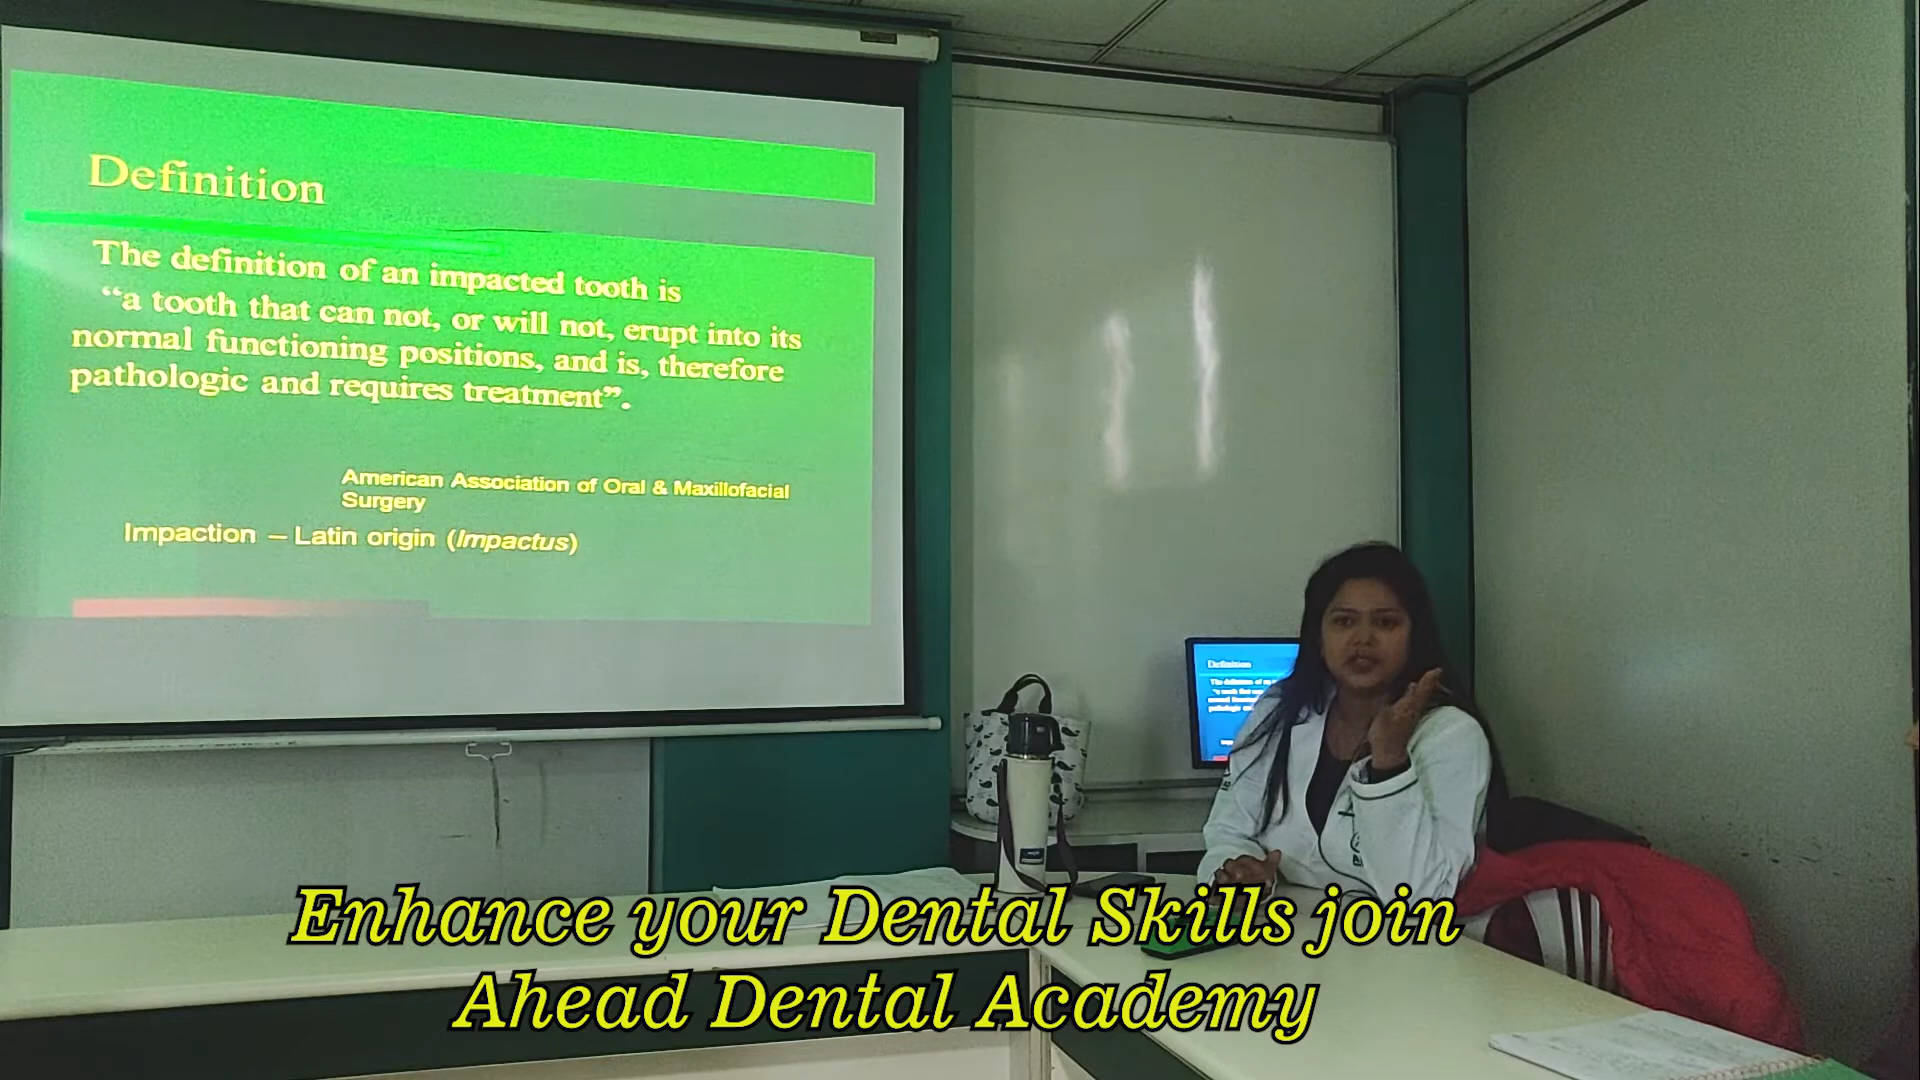 Definition
The definition of an impacted tooth is
“a tooth that can not, or will not, erupt into its
normal functioning positions, and is, therefore
pathologic and requires treatment”.
American Association of Oral & Maxillofacial
Surgery
Impaction – Latin origin (Impactus)
Definition
Enhance your Dental Skills join
Ahead Dental Academy